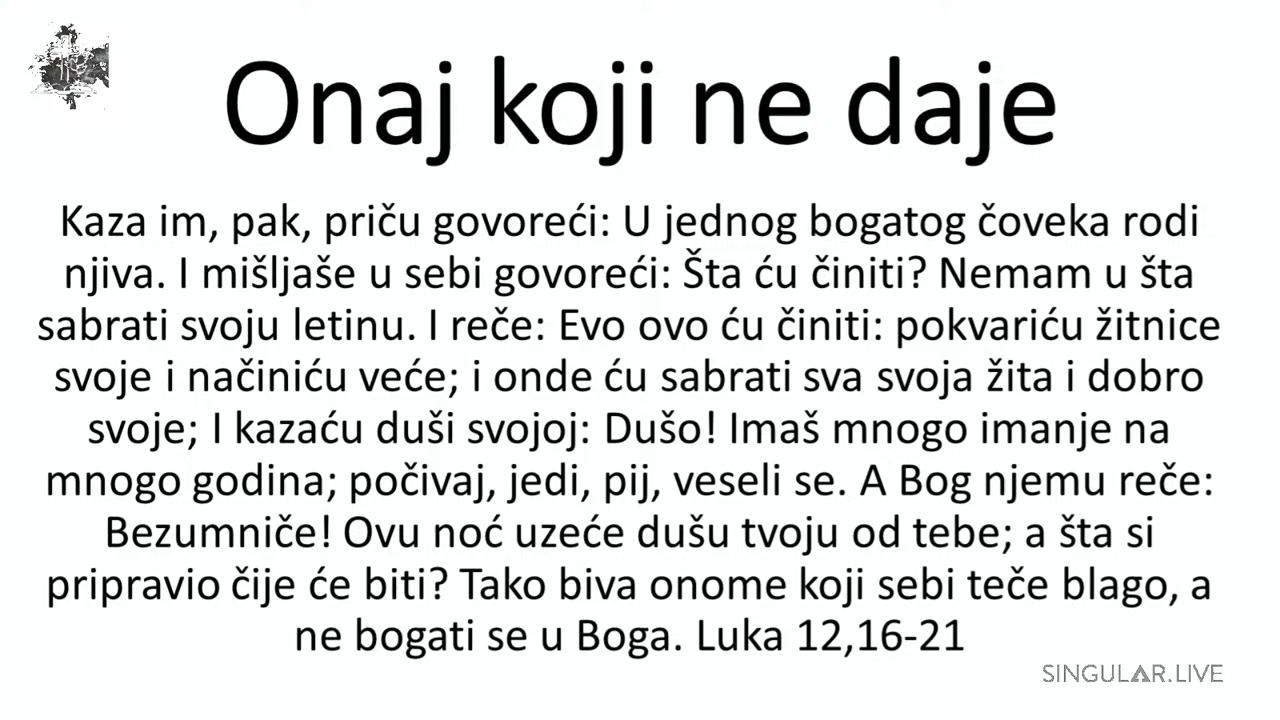 Onaj koji ne daje
Kaza im, pak, priču govoreći: U jednog bogatog čoveka rodi
njiva. I mišljaše u sebi govoreći: Šta ću činiti? Nemam u šta
sabrati svoju letinu. I reče: Evo ovo ću činiti: pokvariću žitnice
svoje i načiniću veće; i onde ću sabrati sva svoja žita i dobro
svoje; I kazaću duši svojoj: Dušo! Imaš mnogo imanje na
mnogo godina; počivaj, jedi, pij, veseli se. A Bog njemu reče:
Bezumniče! Ovu noć uzeće dušu tvoju od tebe; a šta si
pripravio čije će biti? Tako biva onome koji sebi teče blago, a
ne bogati se u Boga. Luka 12,16-21
SINGULAR.LIVE